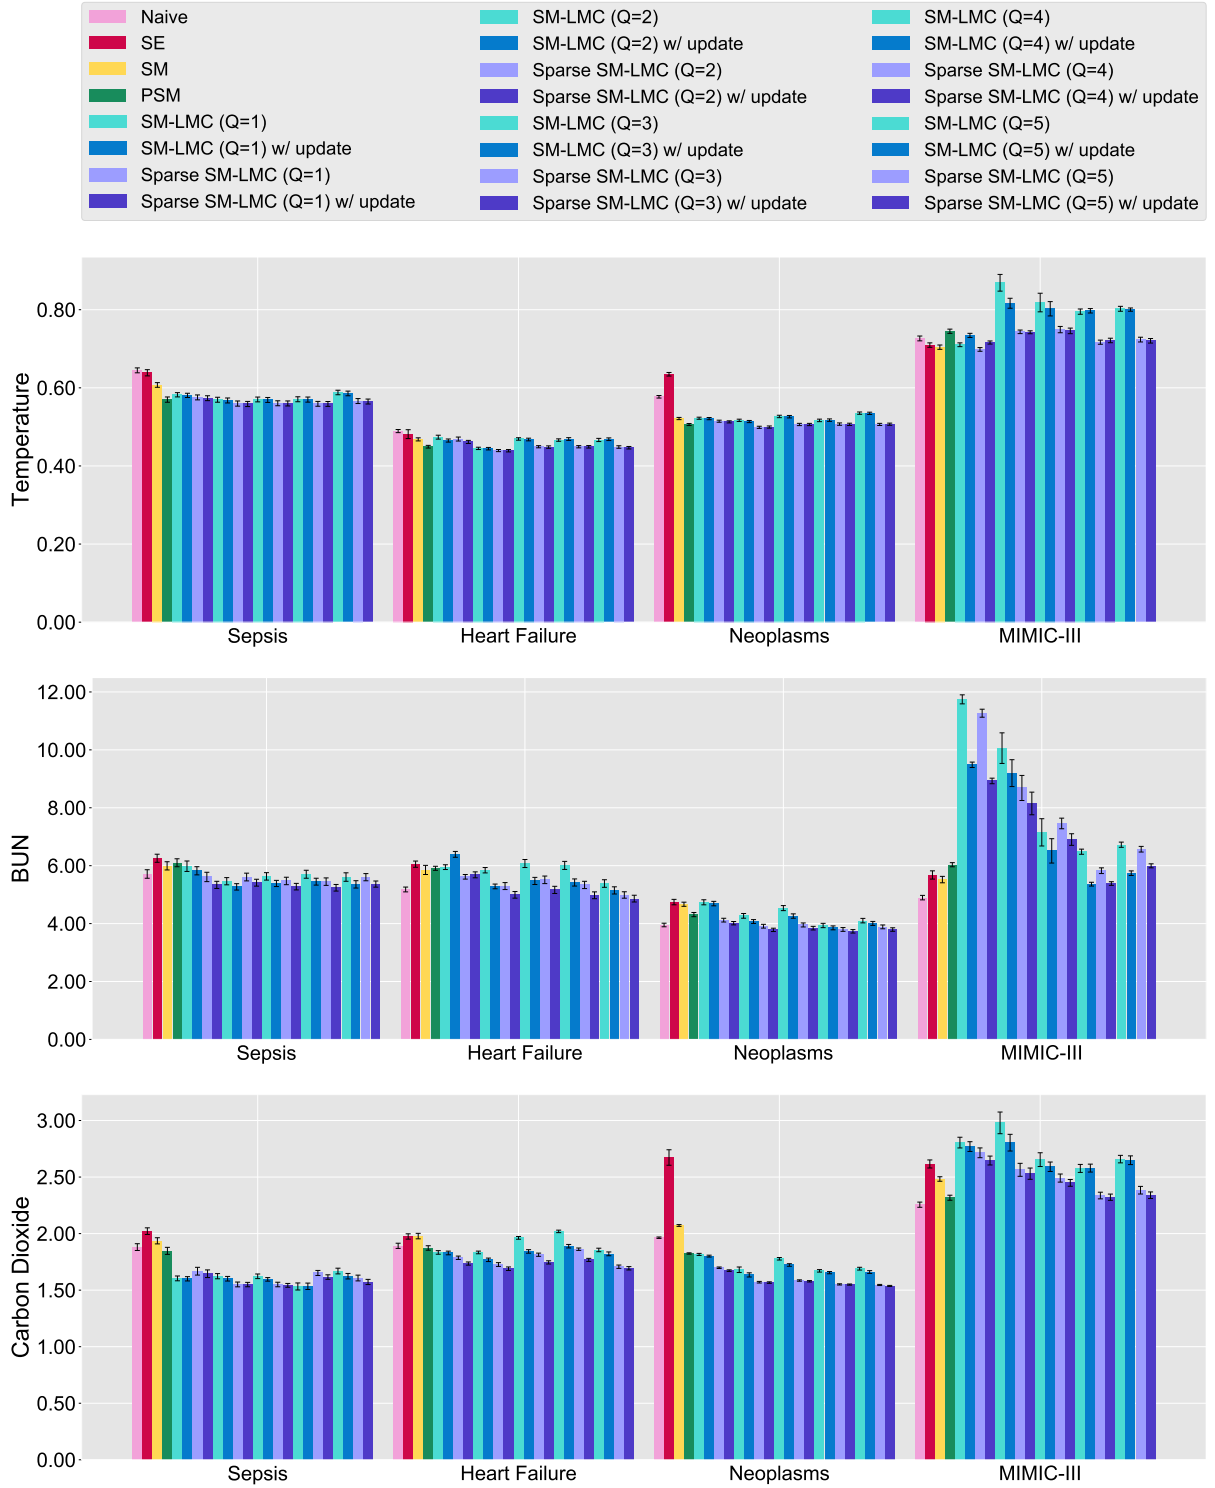 Naive
SE
SM
PSM
SM-LMC (Q=1)
SM-LMC (Q=1) w/ update
Sparse SM-LMC (Q=1)
Sparse SM-LMC (Q=1) w/ update
SM-LMC (Q=2)
SM-LMC (Q=2) w/ update
Sparse SM-LMC (Q=2)
Sparse SM-LMC (Q=2) w/ update
SM-LMC (Q=3)
SM-LMC (Q=3) w/ update
Sparse SM-LMC (Q=3)
Sparse SM-LMC (Q=3) w/ update
SM-LMC (Q=4)
SM-LMC (Q=4) w/ update
Sparse SM-LMC (Q=4)
Sparse SM-LMC (Q=4) w/ update
SM-LMC (Q=5)
SM-LMC (Q=5) w/ update
Sparse SM-LMC (Q=5)
Sparse SM-LMC (Q=5) w/ update
Temperature
0.80
0.60
0.40
0.20
0.00
Sepsis Heart Failure Neoplasms MIMIC-III
BUN
12.00
10.00
8.00
6.00
4.00
2.00
0.00
Sepsis Heart Failure Neoplasms MIMIC-III
Carbon Dioxide
3.00
2.50
2.00
1.50
1.00
0.50
0.00
Sepsis Heart Failure Neoplasms MIMIC-III